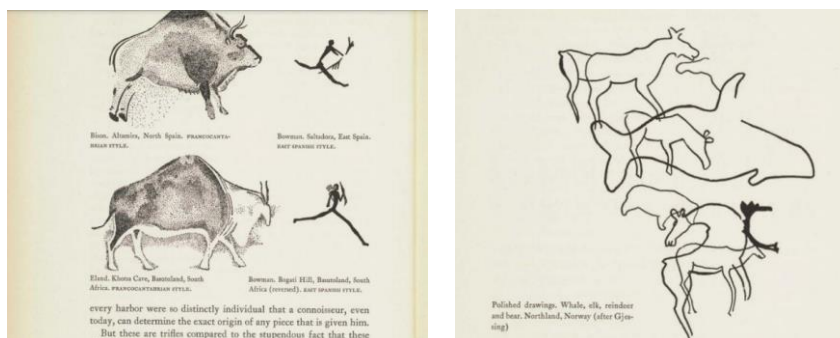 Bison. Altamira, North Spain. FRANCOCANTA-
BRIAN STYLE.
Bowman. Saltadora, East Spain.
EAST SPANISH STYLE.
Eland. Khotsa Cave, Basutoland, South
Africa. FRANCOCANTABRIAN STYLE.
Bowman. Bogati Hill, Basutoland, South
Africa (reversed). EAST SPANISH STYLE.
every harbor were so distinctly individual that a connoisseur, even
today, can determine the exact origin of any piece that is given him.
But these are trifles compared to the stupendous fact that these
Polished drawings. Whale, elk, reindeer
and bear. Northland, Norway (after Gjes-
sing)